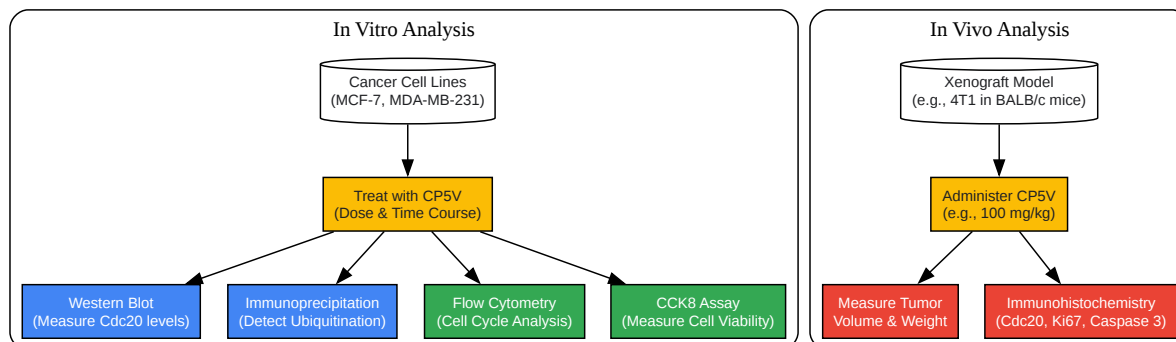 In Vitro Analysis
Cancer Cell Lines
(MCF-7, MDA-MB-231)
Treat with CP5V
(Dose & Time Course)
Western Blot
(Measure Cdc20 levels)
Immunoprecipitation
(Detect Ubiquitination)
Flow Cytometry
(Cell Cycle Analysis)
CCK8 Assay
(Measure Cell Viability)
In Vivo Analysis
Xenograft Model
(e.g., 4T1 in BALB/c mice)
Administer CP5V
(e.g., 100 mg/kg)
Measure Tumor
Volume & Weight
Immunohistochemistry
(Cdc20, Ki67, Caspase 3)